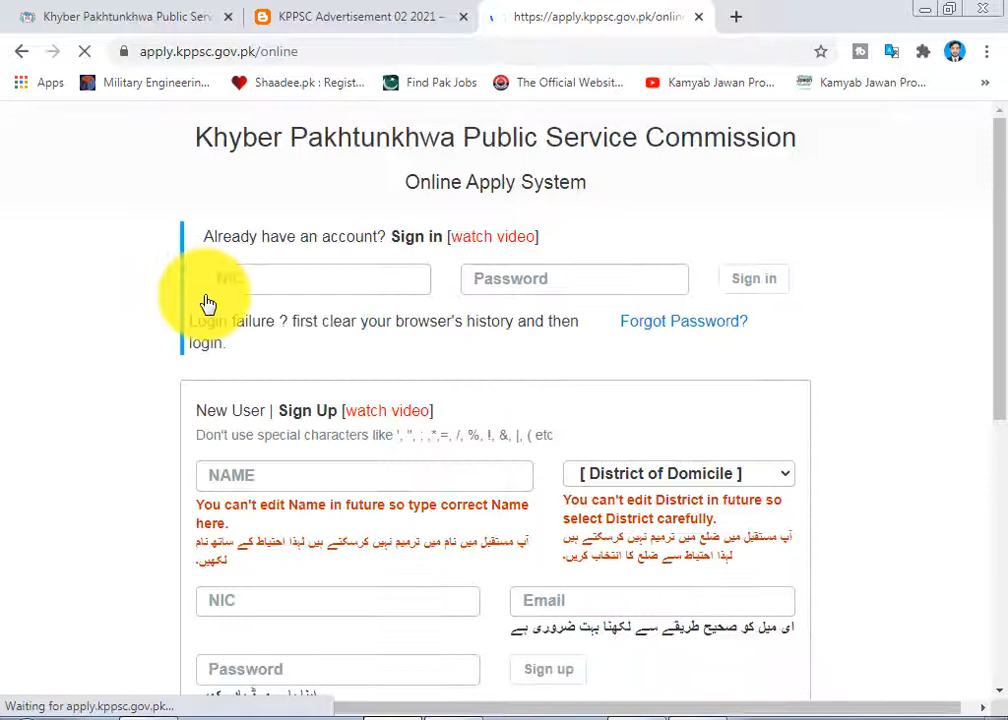 Khyber Pakhtunkhwa Public Serv
KPPSC Advertisement 02 2021 –
https://apply.kppsc.gov.pk/onlin
apply.kppsc.gov.pk/online
Apps
Military Engineerin...
Shaadee.pk : Regist...
Find Pak Jobs
The Official Websit...
Kamyab Jawan Pro...
Kamyab Jawan Pro...
Khyber Pakhtunkhwa Public Service Commission
Online Apply System
Already have an account? Sign in [watch video]
NIC
Password
Sign in
Login failure ? first clear your browser's history and then login.
Forgot Password?
New User | Sign Up [watch video]
Don't use special characters like ', ", ; ,*,=, /, %, !, &, |, ( etc
NAME
[ District of Domicile ]
You can't edit Name in future so type correct Name
here.
آپ مستقبل میں نام میں ترمیم نہیں کرسکتے ہیں لہذا احتیاط کے ساتھ نام
لکھیں.
You can't edit District in future so
select District carefully.
آپ مستقبل میں ضلع میں ترمیم نہیں کرسکتے ہیں
لہذا احتیاط سے ضلع کا انتخاب کریں.
NIC
Email
ای میل کو صحیح طریقے سے لکھنا بہت ضروری ہے
Password
Sign up
Waiting for apply.kppsc.gov.pk...